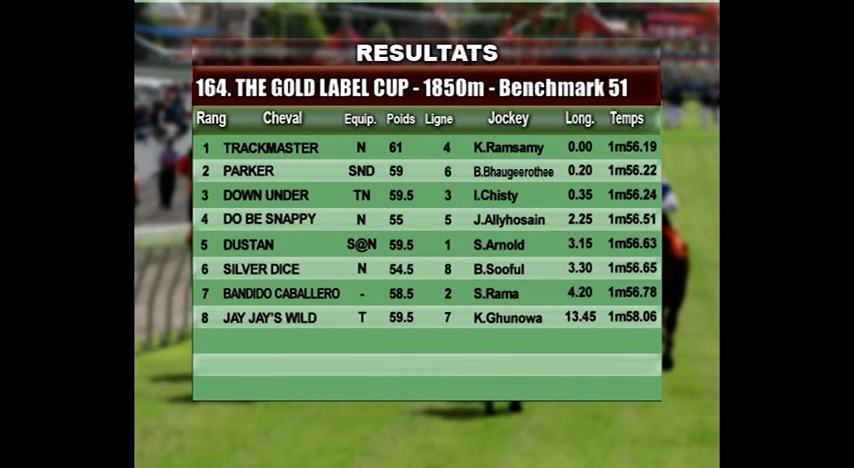 RESULTATS
164. THE GOLD LABEL CUP - 1850m - Benchmark 51
Rang Cheval Equip. Poids Ligne Jockey Long. Temps
1 TRACKMASTER N 61 4 K.Ramsamy 0.00 1m56.19
2 PARKER SND 59 6 B.Bhaugeerothee 0.20 1m56.22
3 DOWN UNDER TN 59.5 3 I.Chisty 0.35 1m56.24
4 DO BE SNAPPY N 55 5 J.Allyhosain 2.25 1m56.51
5 DUSTAN S@N 59.5 1 S.Arnold 3.15 1m56.63
6 SILVER DICE N 54.5 8 B.Sooful 3.30 1m56.65
7 BANDIDO CABALLERO - 58.5 2 S.Rama 4.20 1m56.78
8 JAY JAY'S WILD T 59.5 7 K.Ghunowa 13.45 1m58.06